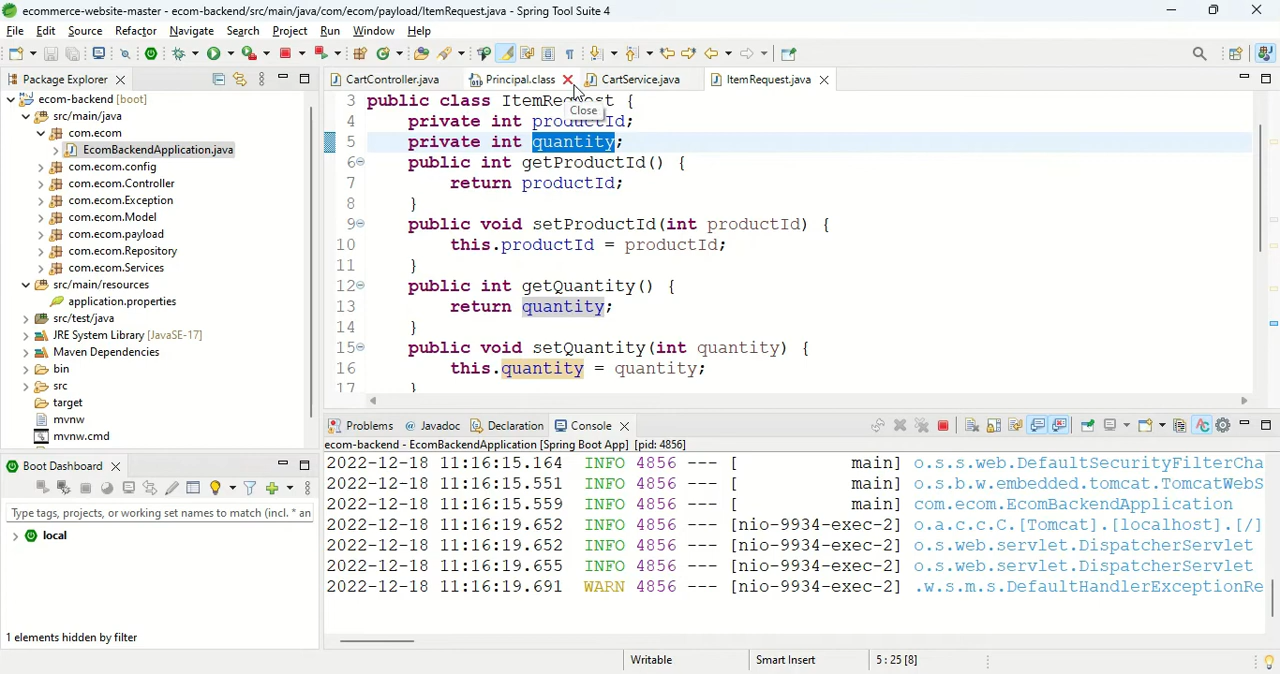 ecommerce-website-master - ecom-backend/src/main/java/com/ecom/payload/ItemRequest.java - Spring Tool Suite 4
File Edit Source Refactor Navigate Search Project Run Window Help
Package Explorer
ecom-backend [boot]
src/main/java
com.ecom
EcomBackendApplication.java
com.ecom.config
com.ecom.Controller
com.ecom.Exception
com.ecom.Model
com.ecom.payload
com.ecom.Repository
com.ecom.Services
src/main/resources
application.properties
src/test/java
JRE System Library [JavaSE-17]
Maven Dependencies
bin
src
target
mvnw
mvnw.cmd
Boot Dashboard
Type tags, projects, or working set names to match (incl. * an
local
1 elements hidden by filter
CartController.java Principal.class CartService.java ItemRequest.java
Close
3 public class ItemRequest {
4 private int productId;
5 private int quantity;
6 public int getProductId() {
7 return productId;
8 }
9 public void setProductId(int productId) {
10 this.productId = productId;
11 }
12 public int getQuantity() {
13 return quantity;
14 }
15 public void setQuantity(int quantity) {
16 this.quantity = quantity;
17 }
Problems Javadoc Declaration Console
ecom-backend - EcomBackendApplication [Spring Boot App] [pid: 4856]
2022-12-18 11:16:15.164 INFO 4856 --- [ main] o.s.s.web.DefaultSecurityFilterCha
2022-12-18 11:16:15.551 INFO 4856 --- [ main] o.s.b.w.embedded.tomcat.TomcatWebS
2022-12-18 11:16:15.559 INFO 4856 --- [ main] com.ecom.EcomBackendApplication
2022-12-18 11:16:19.652 INFO 4856 --- [nio-9934-exec-2] o.a.c.c.C.[Tomcat].[localhost].[/]
2022-12-18 11:16:19.652 INFO 4856 --- [nio-9934-exec-2] o.s.web.servlet.DispatcherServlet
2022-12-18 11:16:19.655 INFO 4856 --- [nio-9934-exec-2] o.s.web.servlet.DispatcherServlet
2022-12-18 11:16:19.691 WARN 4856 --- [nio-9934-exec-2] .w.s.m.s.DefaultHandlerExceptionRe
Writable Smart Insert 5 : 25 [8]